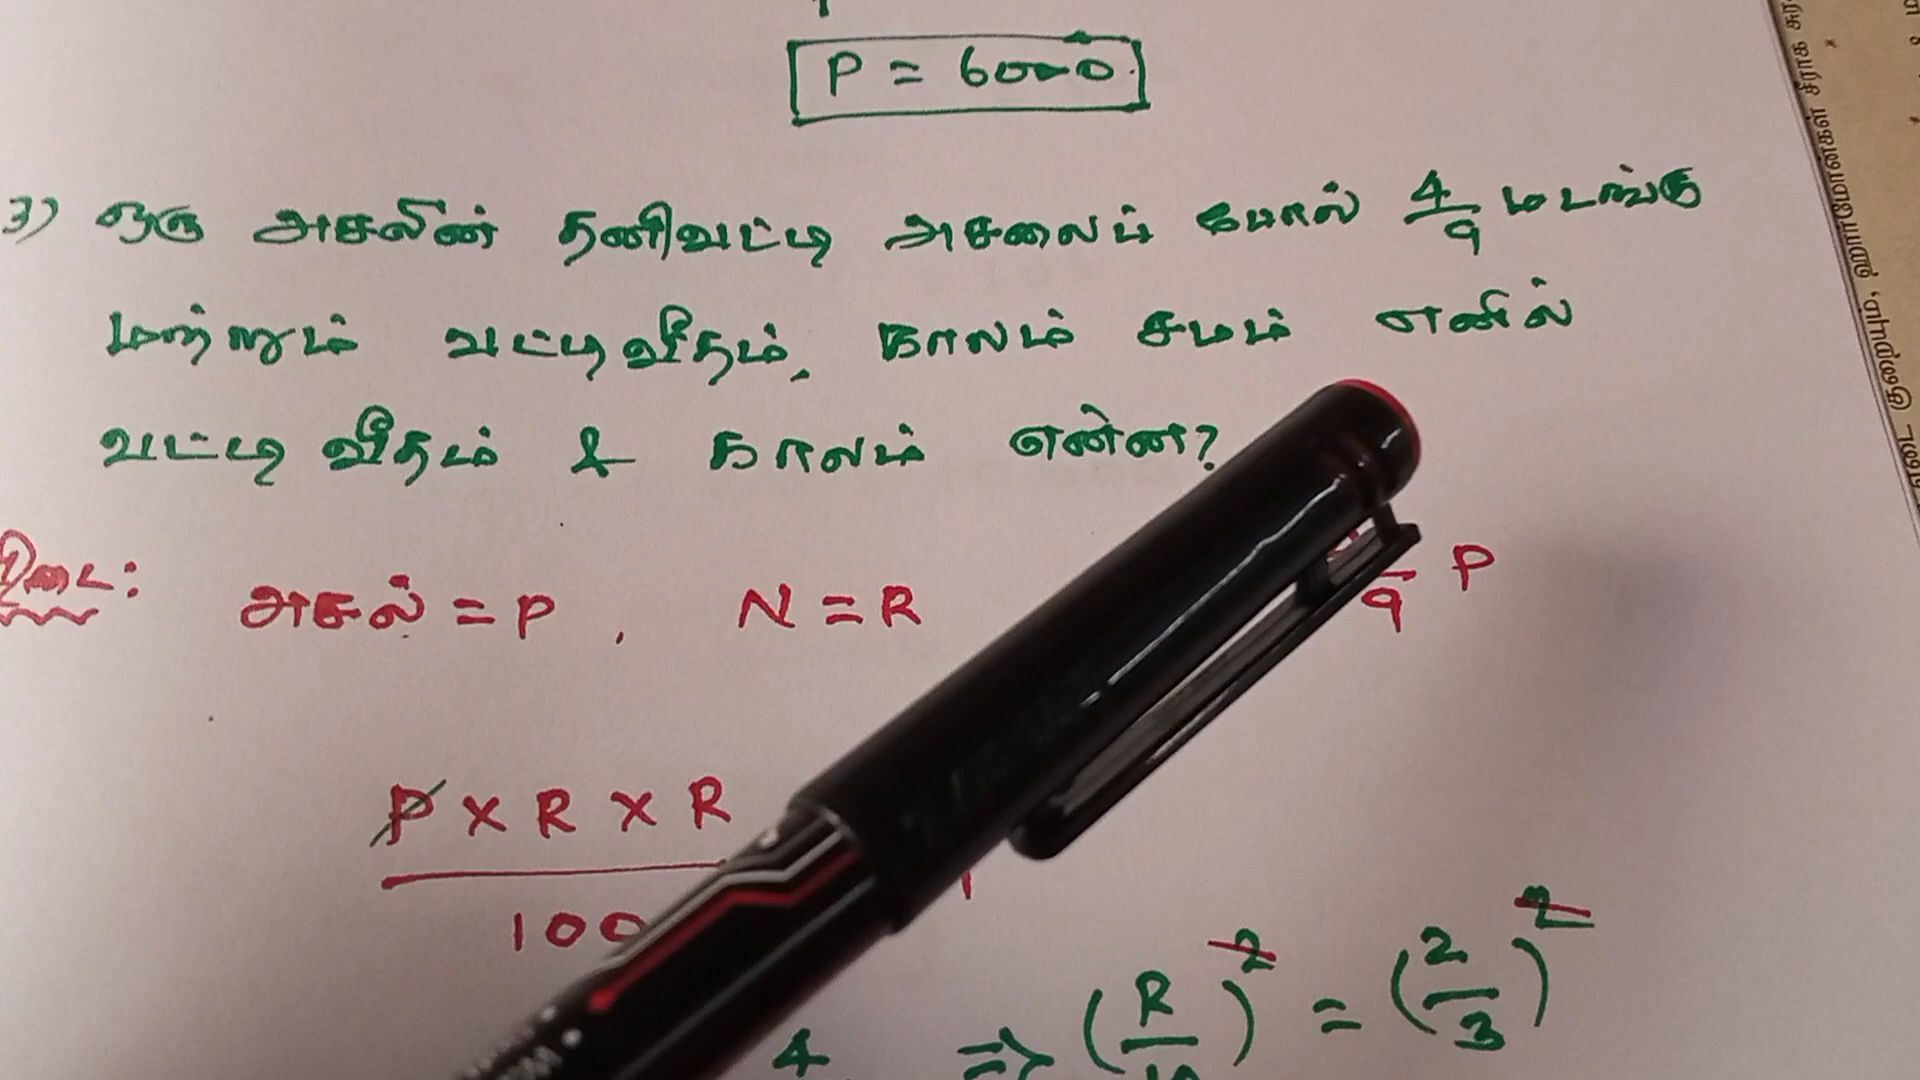 P = 6000
3) ஒரு அசலின் தனிவட்டி அசலைப் போல் 4/9 மடங்கு
மற்றும் வட்டி வீதம், காலம் சமம் எனில்
வட்டி வீதம் & காலம் என்ன?
அசல் = P , N = R
9 P
P x R x R
100
4 => (R/10)² = (2/3)²